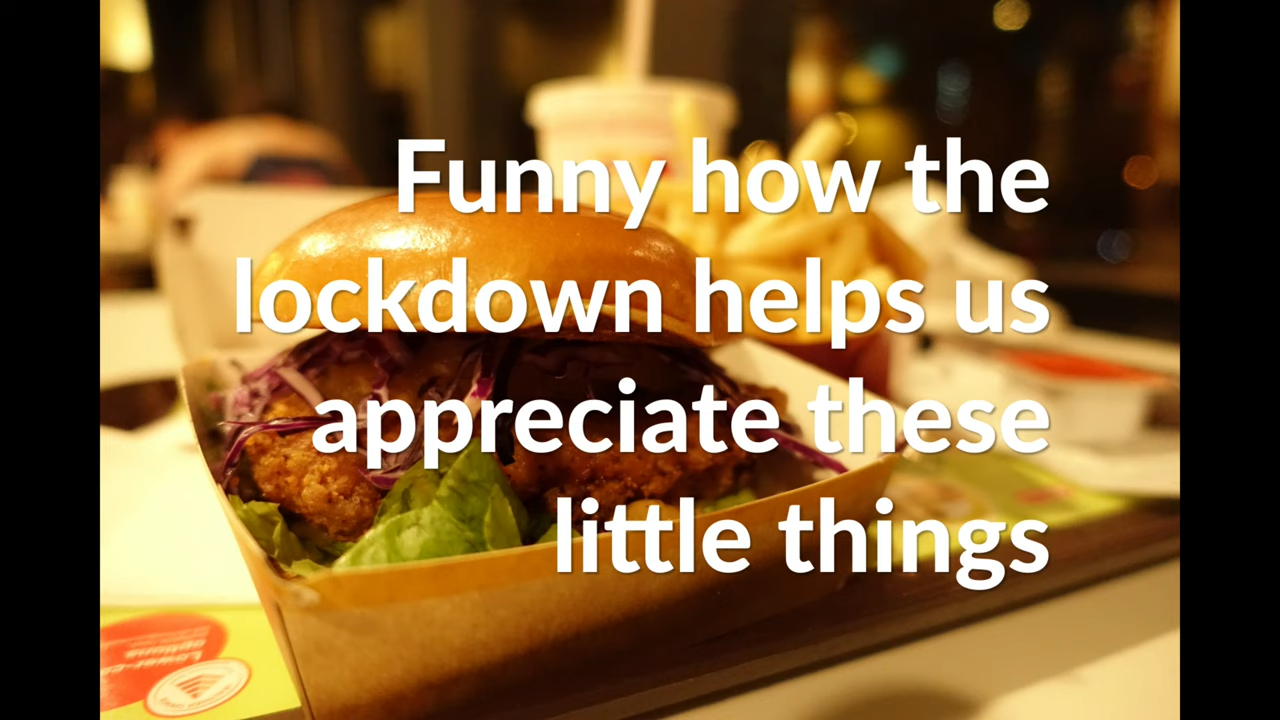 Funny how the
lockdown helps us
appreciate these
little things